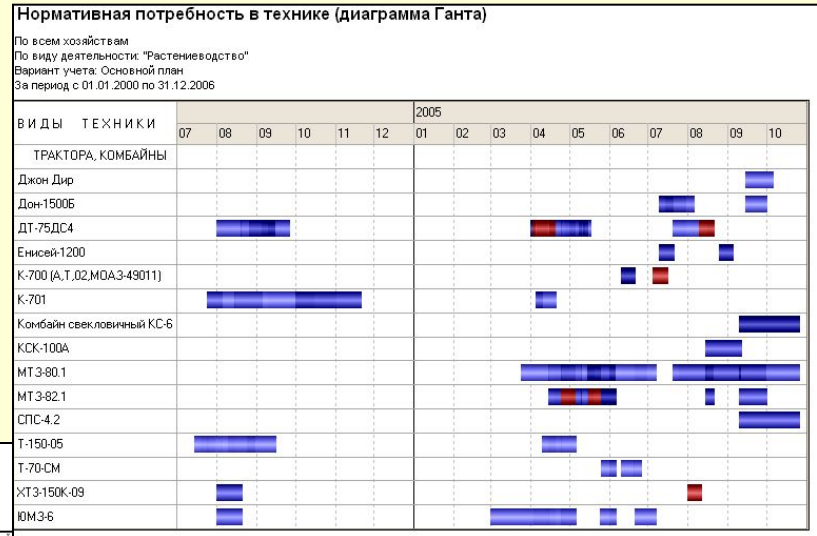 Нормативная потребность в технике (диаграмма Ганта)
По всем хозяйствам
По виду деятельности: "Растениеводство"
Вариант учета: Основной план
За период с 01.01.2000 по 31.12.2006
ВИДЫ ТЕХНИКИ
2005
07 08 09 10 11 12 01 02 03 04 05 06 07 08 09 10
ТРАКТОРА, КОМБАЙНЫ
Джон Дир
Дон-1500Б
ДТ-75ДС4
Енисей-1200
К-700 (А,Т,02,МОАЗ-49011)
К-701
Комбайн свекловичный КС-6
КСК-100А
МТЗ-80.1
МТЗ-82.1
СПС-4.2
Т-150-05
Т-70-СМ
ХТЗ-150К-09
ЮМЗ-6